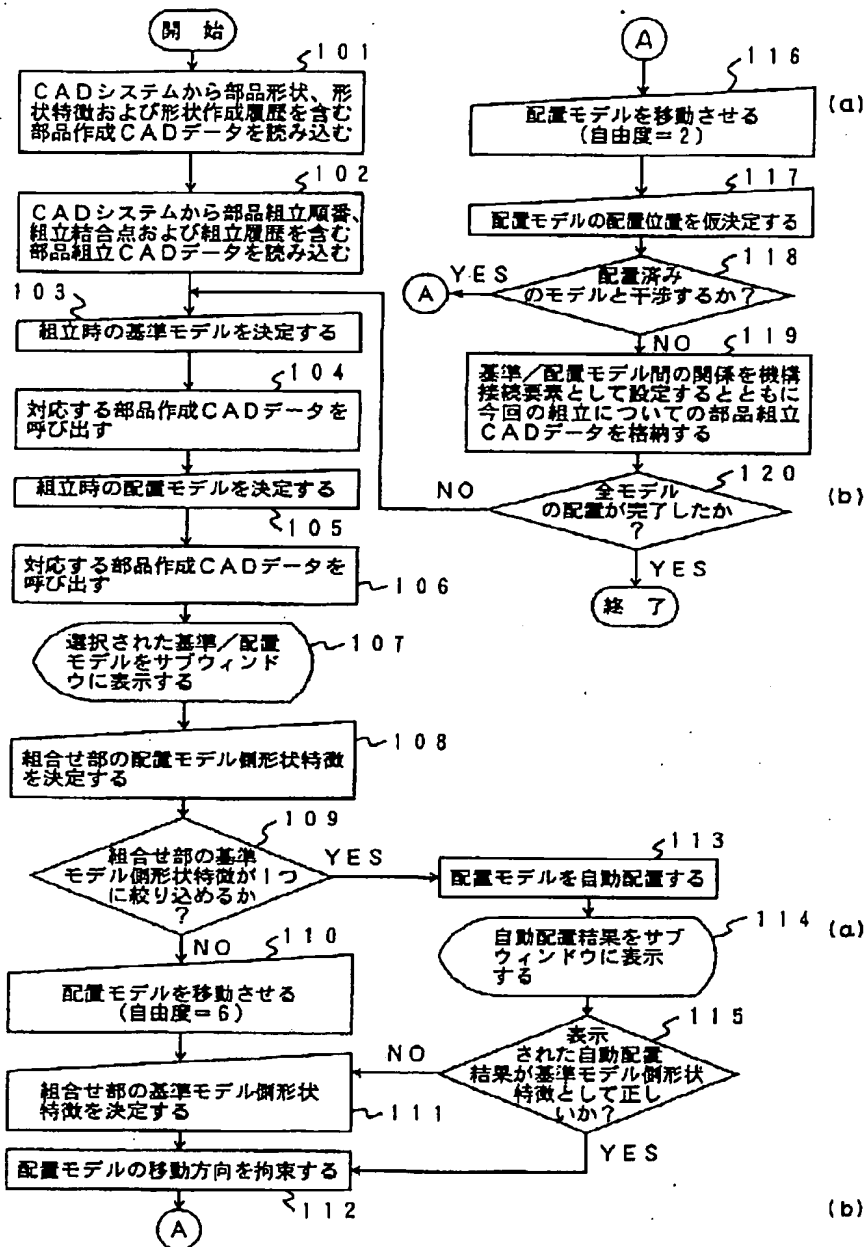 開 始
101
CADシステムから部品形状、形
状特徴および形状作成履歴を含む
部品作成CADデータを読み込む
102
CADシステムから部品組立順番、
組立結合点および組立履歴を含む
部品組立CADデータを読み込む
103
組立時の基準モデルを決定する
104
対応する部品作成CADデータを
呼び出す
組立時の配置モデルを決定する
105
対応する部品作成CADデータを
呼び出す
106
選択された基準／配置
モデルをサブウィンド
ウに表示する
107
組合せ部の配置モデル側形状特徴
を決定する
108
109
組合せ部の基準
モデル側形状特徴が1つ
に絞り込めるか
？
YES
NO
110
配置モデルを移動させる
(自由度＝6)
組合せ部の基準モデル側形状
特徴を決定する
111
配置モデルの移動方向を拘束する
112
A
113
配置モデルを自動配置する
114
自動配置結果をサブ
ウィンドウに表示
する
115
表示
された自動配置
結果が基準モデル側形状
特徴として正し
いか？
NO
YES
A
116
配置モデルを移動させる
(自由度＝2)
117
配置モデルの配置位置を仮決定する
118
配置済み
のモデルと干渉するか？
YES
A
NO
119
基準／配置モデル間の関係を機構
接続要素として設定するとともに
今回の組立についての部品組立
CADデータを格納する
120
全モデル
の配置が完了したか
？
NO
YES
終 了
(a)
(b)
(a)
(b)